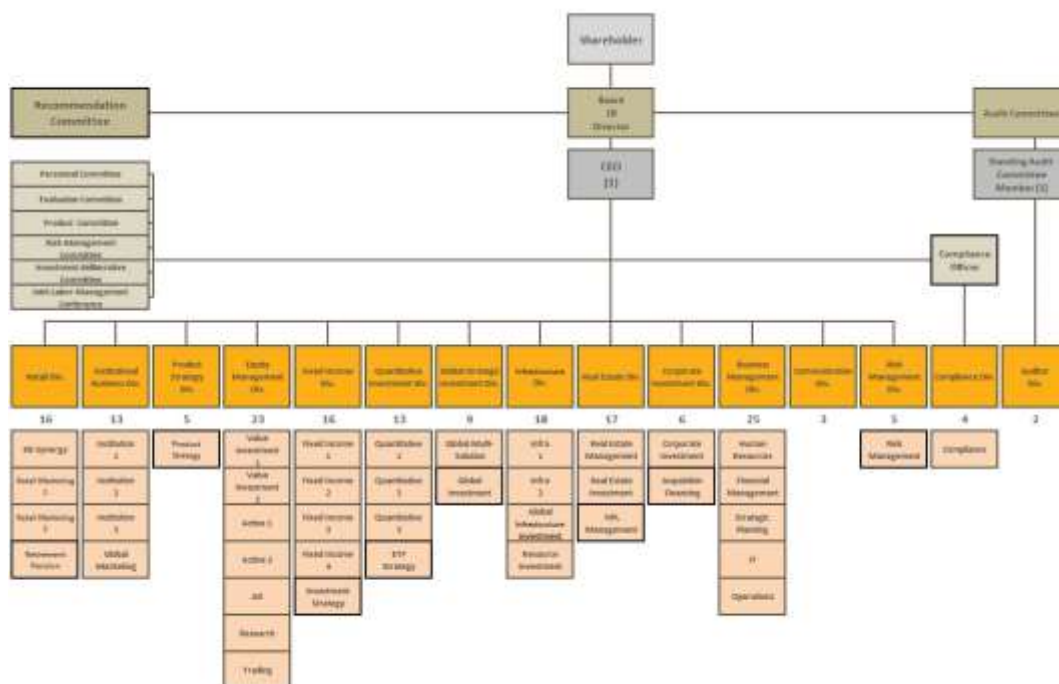 Shareholder
Recommendation
Committee
Board
Of
Director
Audit Committee
CEO
[1]
Standing Audit
Committee
Member [1]
Personnel Committee
Evaluation Committee
Product Committee
Risk Management
Committee
Investment Deliberative
Committee
Labor-Management
Conference
Compliance
Officer
Retail Div.
Institutional
Business Div.
Product
Strategy Div.
Equity
Management Div.
Fixed Income
Div.
Quantitative
Investment Div.
Investment Div.
Infrastructure
Div.
Real Estate Div.
Corporate
Investment Div.
Business
Management Div.
Communication
Div.
Risk
Management Div.
Compliance Div.
Auditor
Div.
16
13
5
23
16
13
9
18
17
6
25
3
5
4
2
KB Synergy
Institution
1
Product
Strategy
Value
Investment
1
Fixed Income
1
Quantitative
Global Multi
Solution
Infra
1
Real Estate
Management
Corporate
Investment
Human
Resources
Risk
Management
Compliance
Retail Marketing
Institution
2
Value
Investment
2
Fixed Income
2
Quantitative
Global
Investment
Infra
2
Real Estate
Investment
Acquisition
Financing
Financial
Management
Retail Marketing
Institution
3
Active 1
Fixed Income
3
Quantitative
Global
Infrastructure
Investment
NPL Management
Strategic
Planning
Retirement
Pension
Global
Marketing
Active 2
Fixed Income
4
ETF
Strategy
Resource
Investment
IT
Investment
Strategy
Operations
Research
Trading